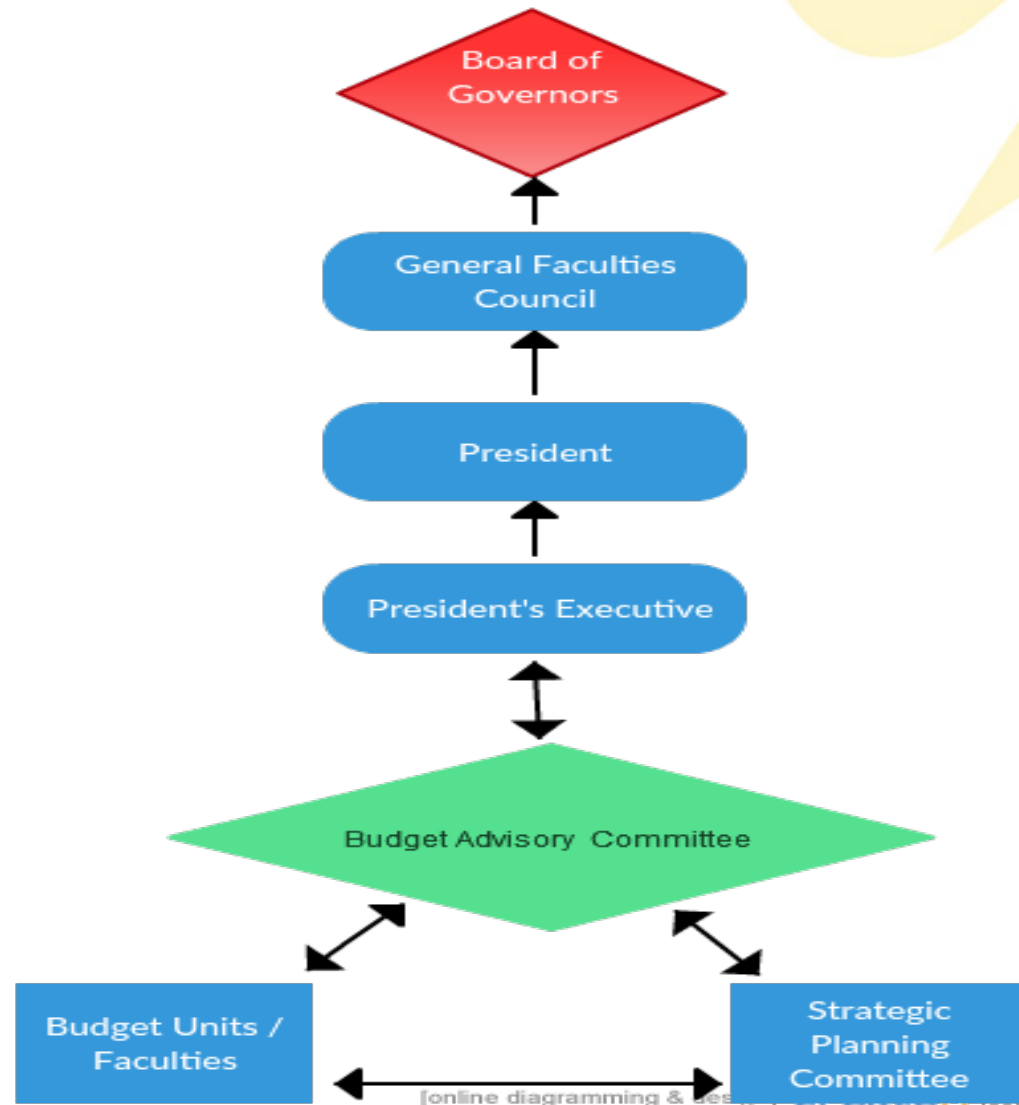 Board of
Governors
General Faculties
Council
President
President's Executive
Budget Advisory Committee
Budget Units /
Faculties
Strategic
Planning
Committee
[online diagramming &